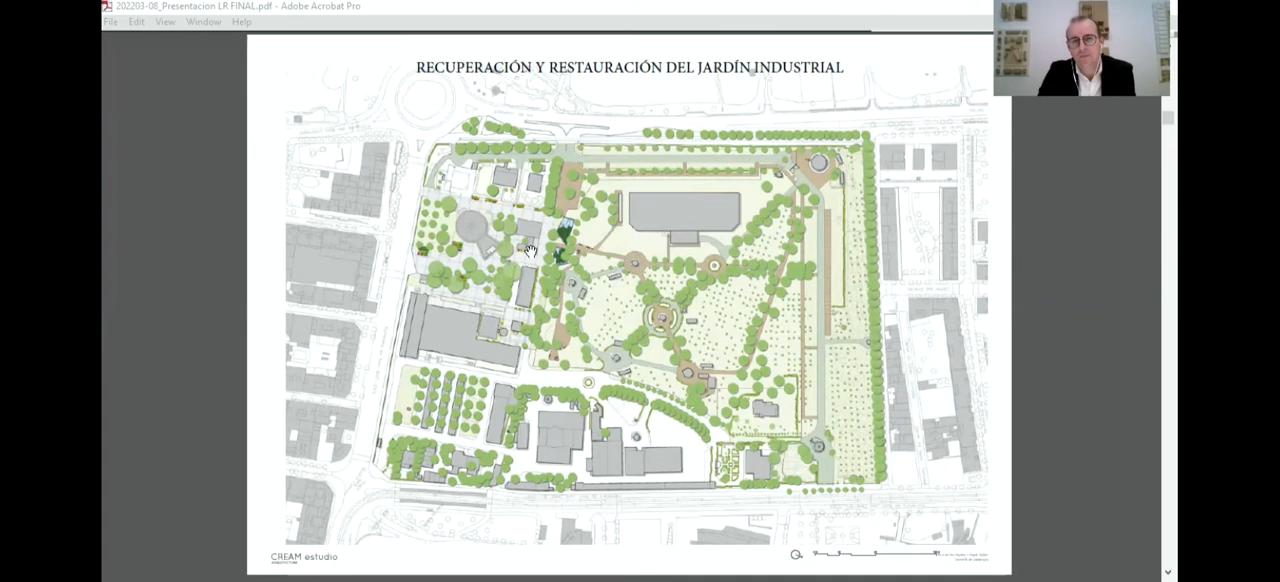 202203-08_Presentacion LR FINAL.pdf - Adobe Acrobat Pro
File Edit View Window Help
RECUPERACIÓN Y RESTAURACIÓN DEL JARDÍN INDUSTRIAL
CREAM estudio